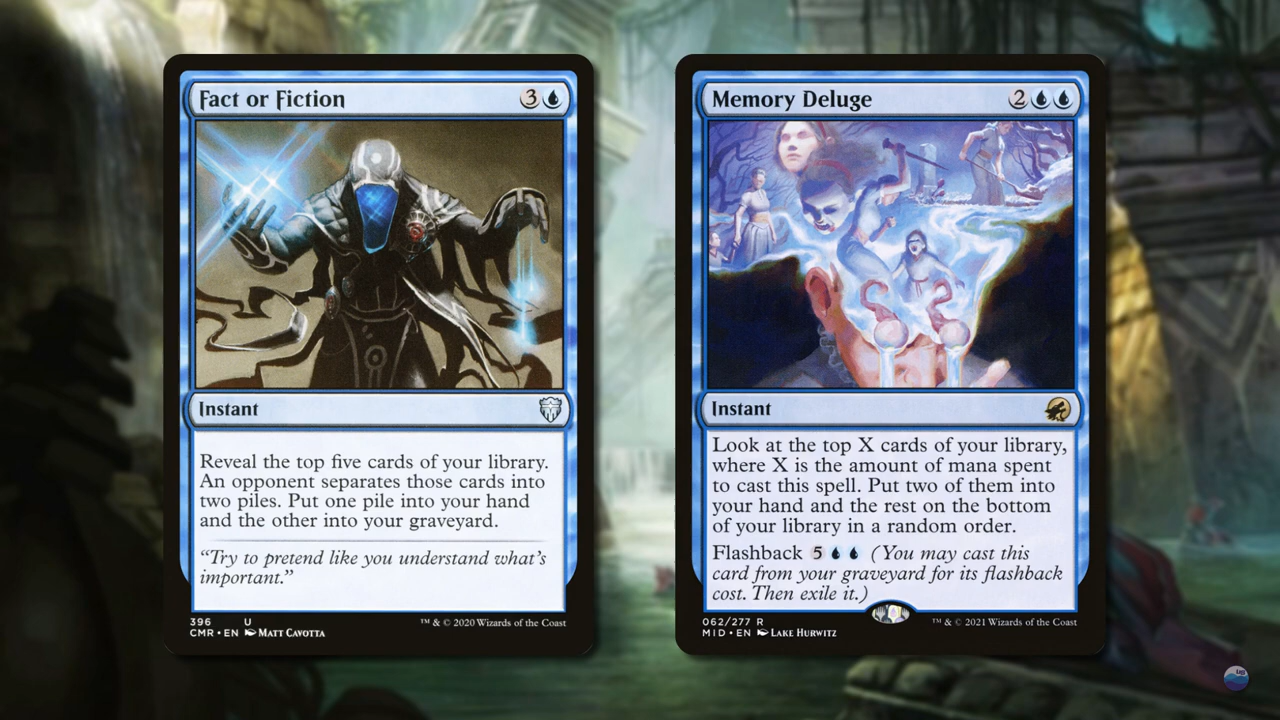 Fact or Fiction
3
Instant
Reveal the top five cards of your library.
An opponent separates those cards into
two piles. Put one pile into your hand
and the other into your graveyard.
“Try to pretend like you understand what’s
important.”
396 U
CMR • EN Matt Cavotta
™ & © 2020 Wizards of the Coast
Memory Deluge
2
Instant
Look at the top X cards of your library,
where X is the amount of mana spent
to cast this spell. Put two of them into
your hand and the rest on the bottom
of your library in a random order.
Flashback 5 (You may cast this
card from your graveyard for its flashback
cost. Then exile it.)
062/277 R
MID • EN Lake Hurwitz
™ & © 2021 Wizards of the Coast